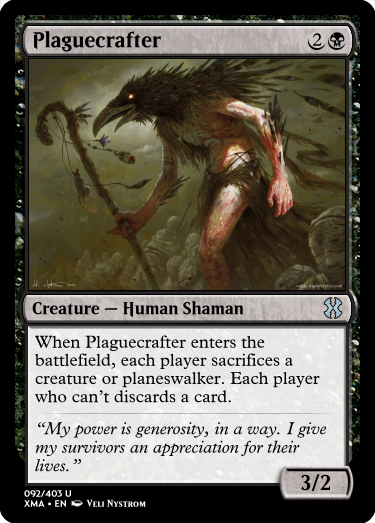 Plaguecrafter 2
Creature — Human Shaman
When Plaguecrafter enters the
battlefield, each player sacrifices a
creature or planeswalker. Each player
who can't discards a card.
“My power is generosity, in a way. I give
my survivors an appreciation for their
lives.”
3/2
092/403 U
XMA • EN Veli Nystrom